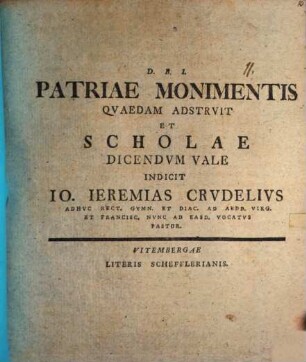 D. B. I.
PATRIAE MONIMENTIS
QVAEDAM ADSTRVIT
ET
SCHOLAE
DICENDVM VALE
INDICIT
IO. IEREMIAS CRVDELIVS
ADHVC RECT. GYMN. ET DIAC. AD AEDD. VIRG.
ET FRANCISC. NVNC AD EASD. VOCATVS
PASTOR.
VITEMBERGAE
LITERIS SCHEFFLERIANIS.